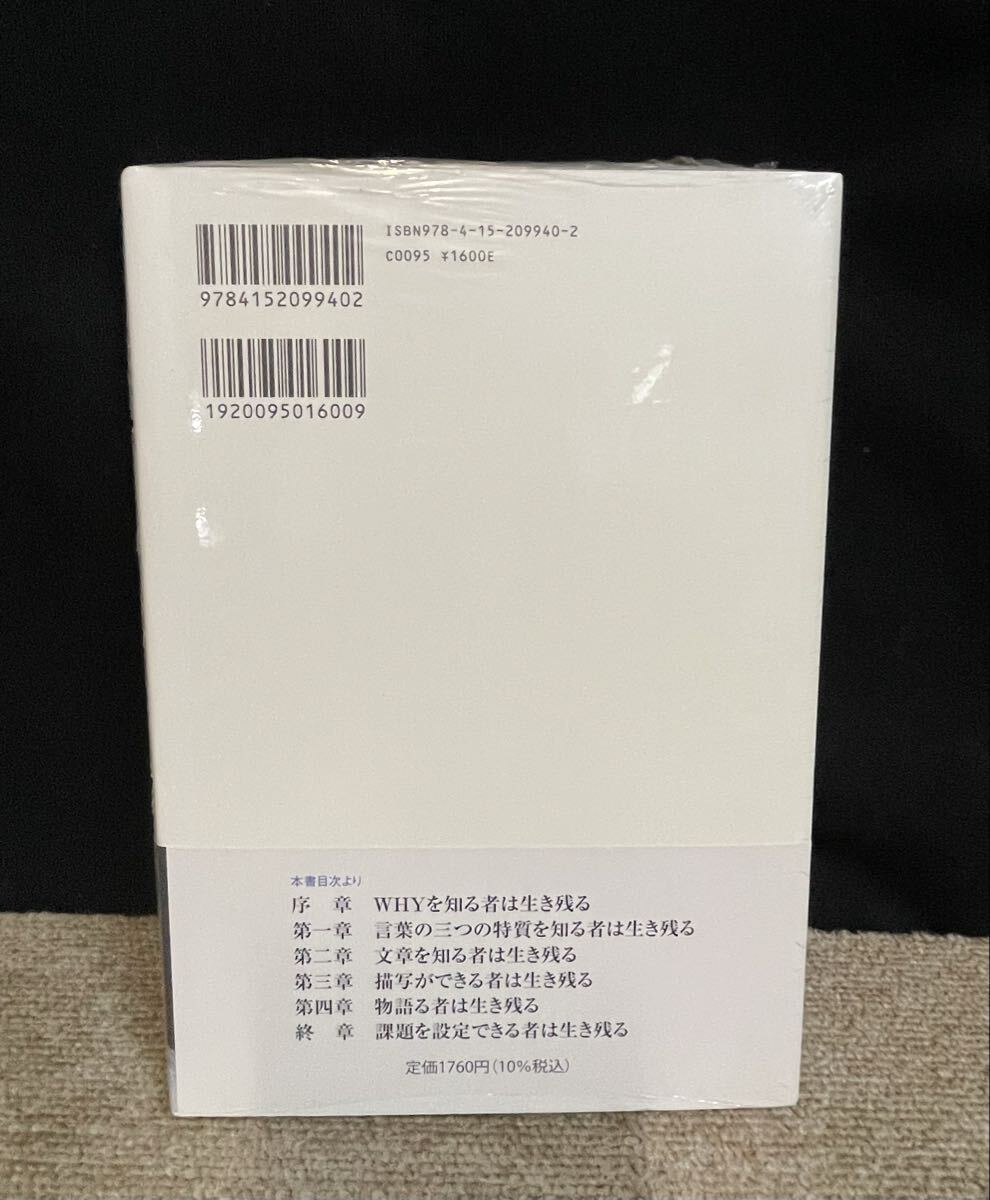 ISBN978-4-15-209940-2
C0095 ¥1600E
9784152099402
1920095016009
本書目次より
序　章　WHYを知る者は生き残る
第一章　言葉の三つの特質を知る者は生き残る
第二章　文章を知る者は生き残る
第三章　描写ができる者は生き残る
第四章　物語る者は生き残る
終　章　課題を設定できる者は生き残る
定価1760円(10%税込)